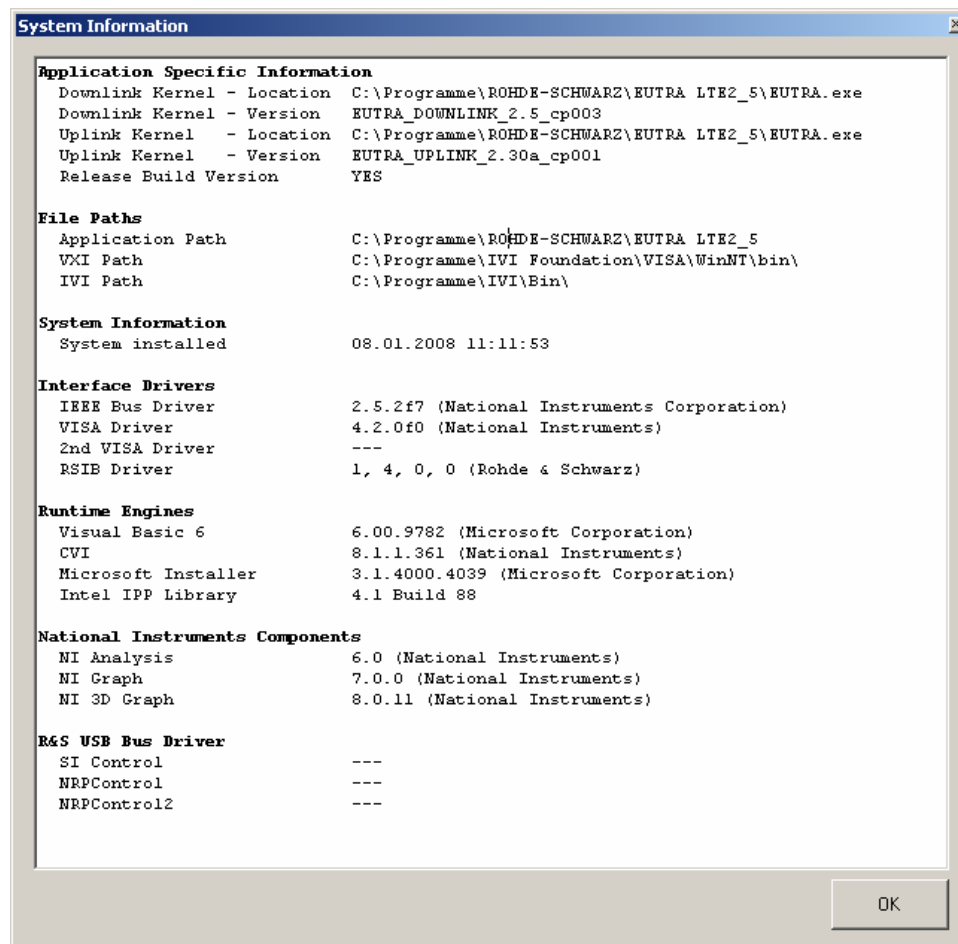 System Information
Application Specific Information
Downlink Kernel - Location C:\Programme\ROHDE-SCHWARZ\EUTRA LTE2_5\EUTRA.exe
Downlink Kernel - Version EUTRA_DOWNLINK_2.5_cp003
Uplink Kernel - Location C:\Programme\ROHDE-SCHWARZ\EUTRA LTE2_5\EUTRA.exe
Uplink Kernel - Version EUTRA_UPLINK_2.30a_cp001
Release Build Version YES
File Paths
Application Path C:\Programme\ROHDE-SCHWARZ\EUTRA LTE2_5
VXI Path C:\Programme\IVI Foundation\VISA\WinNT\bin\
IVI Path C:\Programme\IVI\Bin\
System Information
System installed 08.01.2008 11:11:53
Interface Drivers
IEEE Bus Driver 2.5.2f7 (National Instruments Corporation)
VISA Driver 4.2.0f0 (National Instruments)
2nd VISA Driver ---
RSIB Driver 1, 4, 0, 0 (Rohde & Schwarz)
Runtime Engines
Visual Basic 6 6.00.9782 (Microsoft Corporation)
CVI 8.1.1.361 (National Instruments)
Microsoft Installer 3.1.4000.4039 (Microsoft Corporation)
Intel IPP Library 4.1 Build 88
National Instruments Components
NI Analysis 6.0 (National Instruments)
NI Graph 7.0.0 (National Instruments)
NI 3D Graph 8.0.11 (National Instruments)
R&S USB Bus Driver
SI Control ---
NRPControl ---
NRPControl2 ---
OK